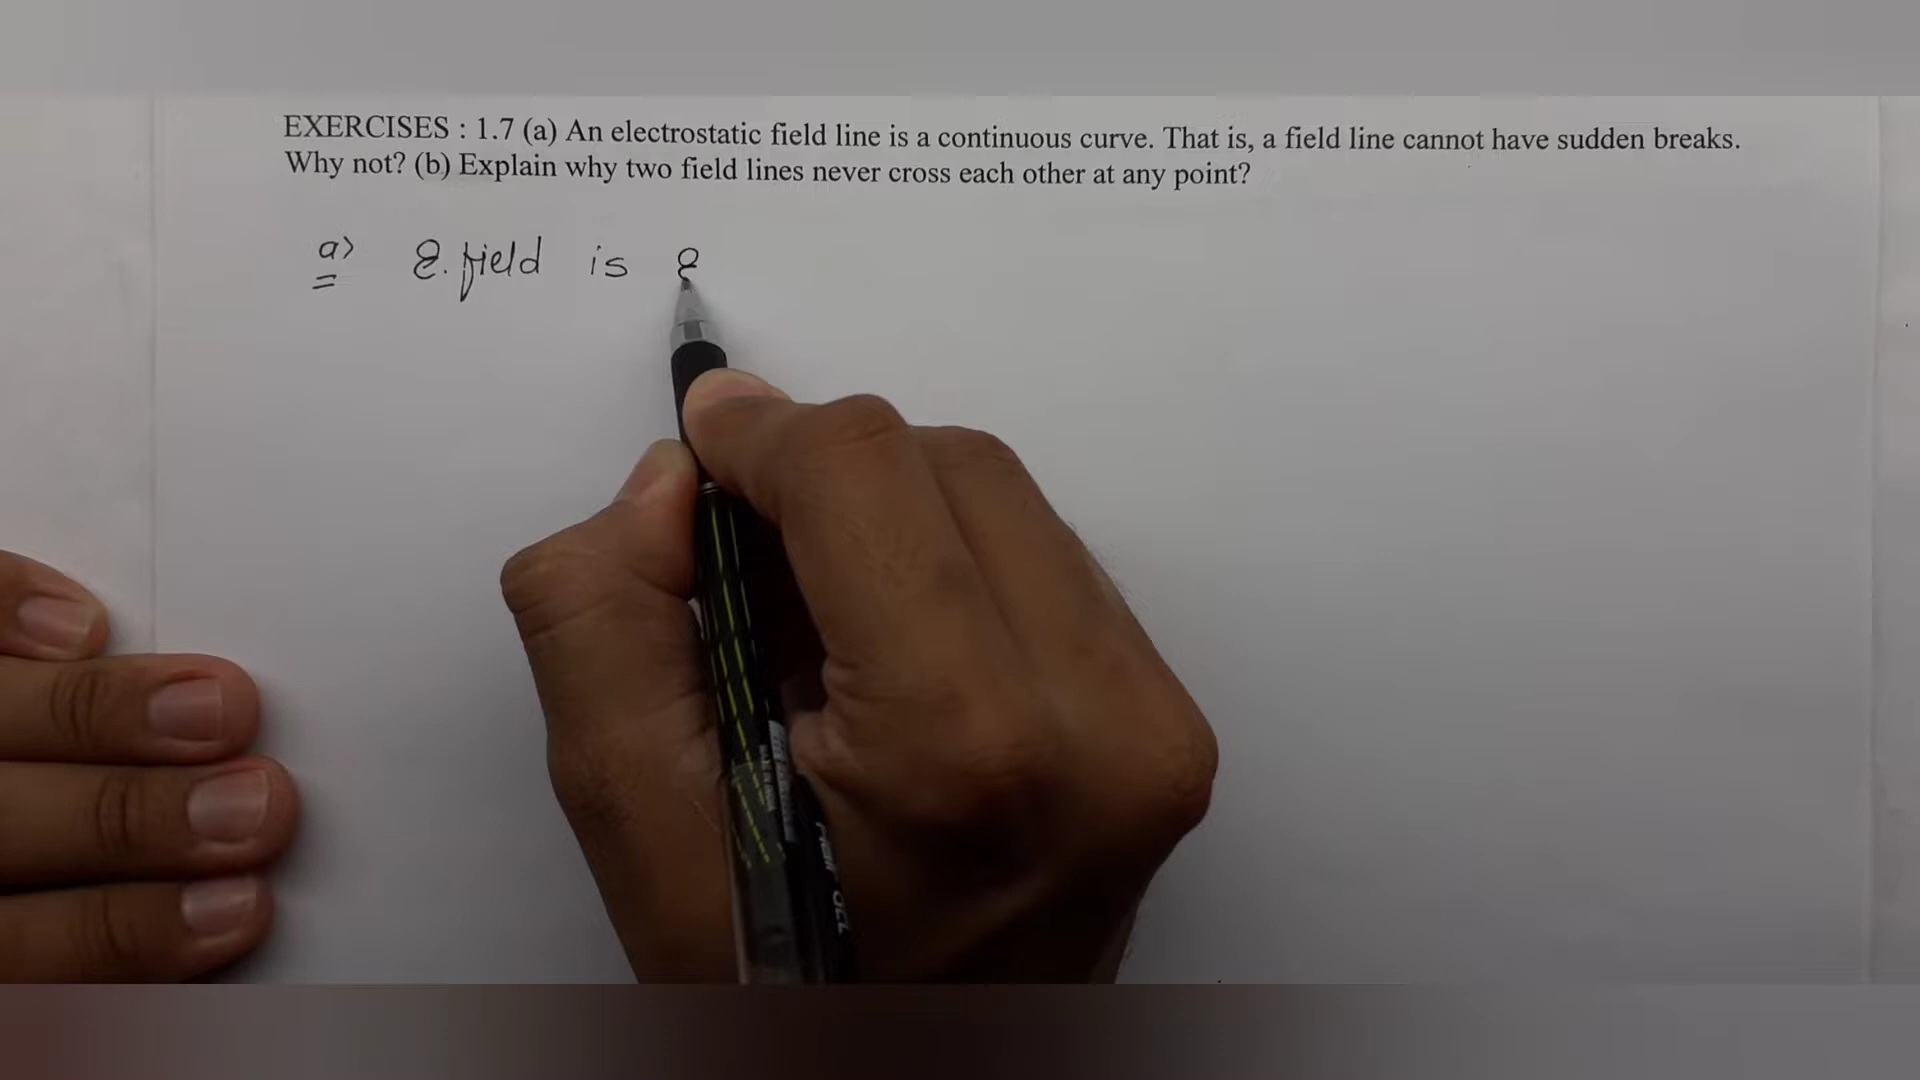 EXERCISES : 1.7 (a) An electrostatic field line is a continuous curve. That is, a field line cannot have sudden breaks.
Why not? (b) Explain why two field lines never cross each other at any point?
a) E. field is